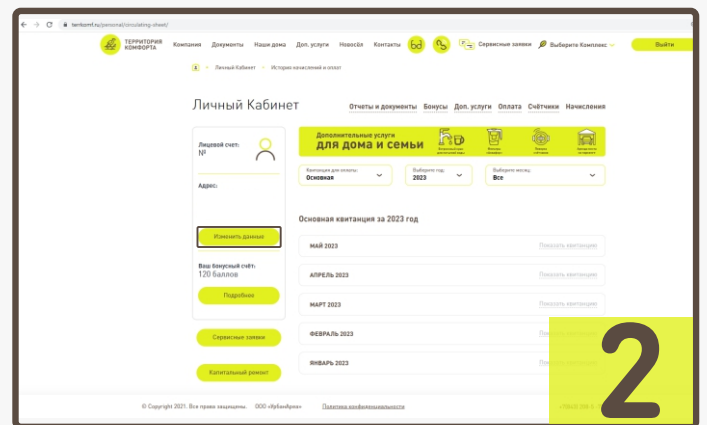 terkomf.ru/personal/circulating-sheet/
ТЕРРИТОРИЯ
КОМФОРТА
Компания Документы Наши дома Доп. услуги Новосёл Контакты Сервисные заявки Выберите Комплекс Выйти
Личный Кабинет История начислений и оплат
Личный Кабинет
Отчеты и документы Бонусы Доп. услуги Оплата Счётчики Начисления
Лицевой счет:
№
Адрес:
Изменить данные
Ваш бонусный счёт:
120 баллов
Подробнее
Сервисные заявки
Капитальный ремонт
Дополнительные услуги
для дома и семьи
Квитанция для оплаты:
Основная
Выберите год:
2023
Выберите месяц:
Все
Основная квитанция за 2023 год
МАЙ 2023 Показать квитанцию
АПРЕЛЬ 2023 Показать квитанцию
МАРТ 2023 Показать квитанцию
ФЕВРАЛЬ 2023
ЯНВАРЬ 2023
2
© Copyright 2021. Все права защищены. ООО Политика конфиденциальности